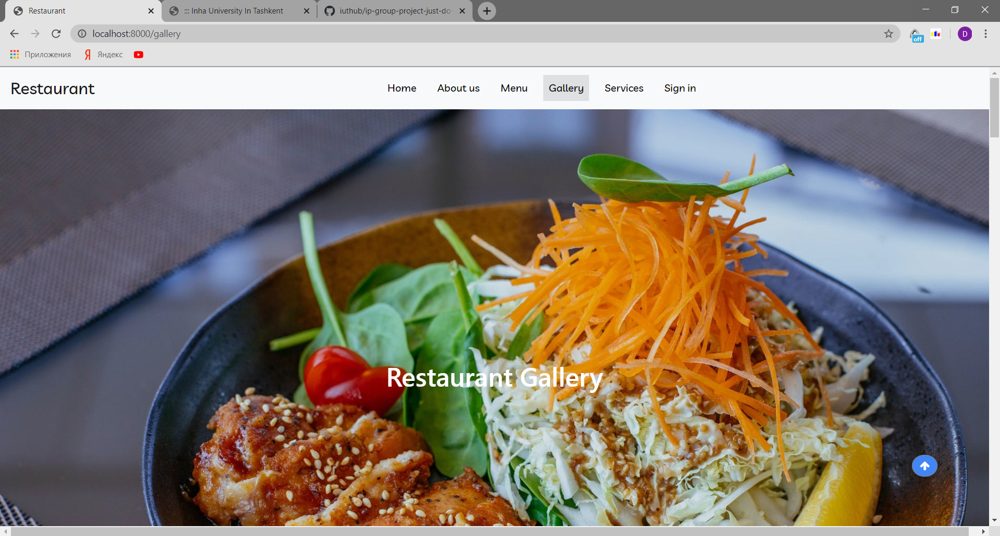 Restaurant
::: Inha University In Tashkent
iuthub/ip-group-project-just-do-
localhost:8000/gallery
off
D
Приложения
Яндекс
Restaurant
Home
About us
Menu
Gallery
Services
Sign in
Restaurant Gallery